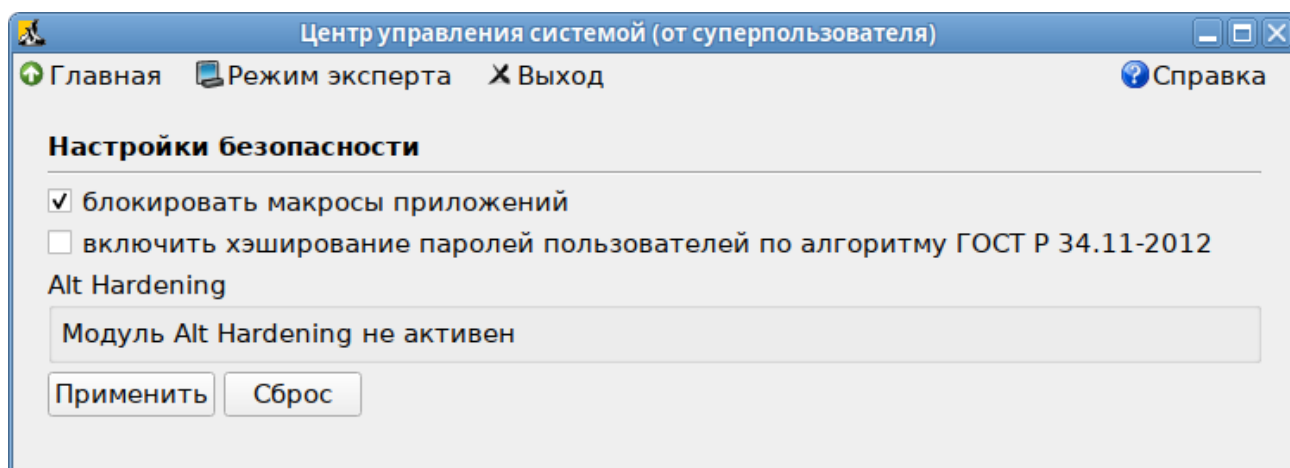 Центр управления системой (от суперпользователя)
Главная Режим эксперта Выход Справка
Настройки безопасности
блокировать макросы приложений
включить хэширование паролей пользователей по алгоритму ГОСТ Р 34.11-2012
Alt Hardening
Модуль Alt Hardening не активен
Применить Сброс